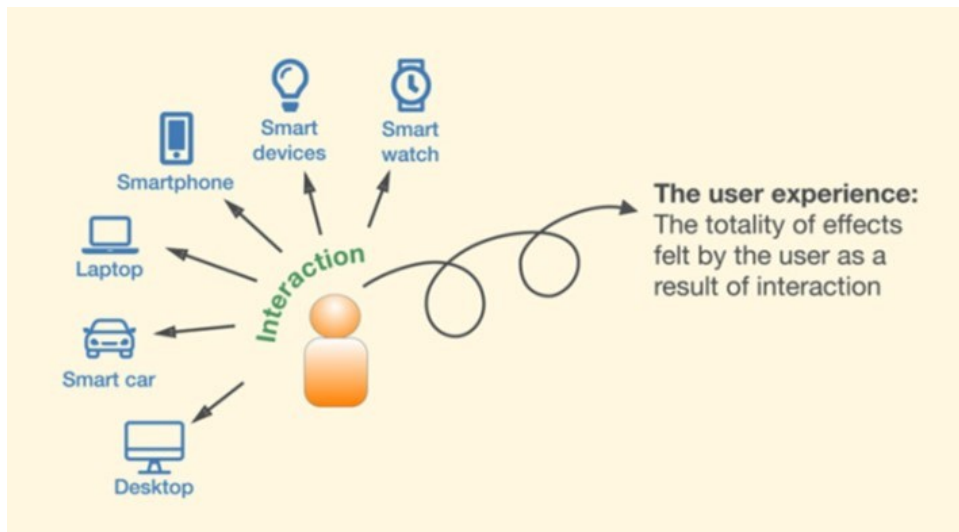 Smart
devices
Smart
watch
Smartphone
Laptop
Smart car
Desktop
Interaction
The user experience:
The totality of effects
felt by the user as a
result of interaction